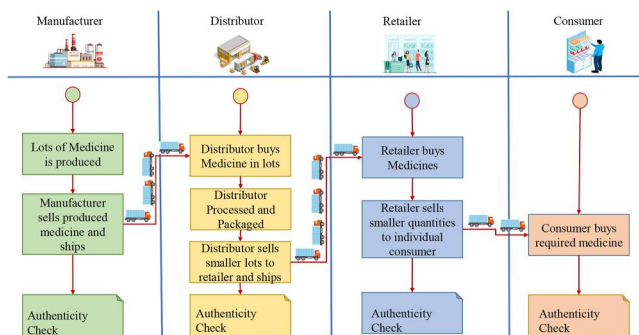 Manufacturer
Distributor
Retailer
Consumer
Lots of Medicine
is produced
Manufacturer
sells produced
medicine and
ships
Authenticity
Check
Distributor buys
Medicine in lots
Distributor
Processed and
Packaged
Distributor sells
smaller lots to
retailer and ships
Authenticity
Check
Retailer buys
Medicines
Retailer sells
smaller quantities
to individual
consumer
Authenticity
Check
Consumer buys
required medicine
Authenticity
Check